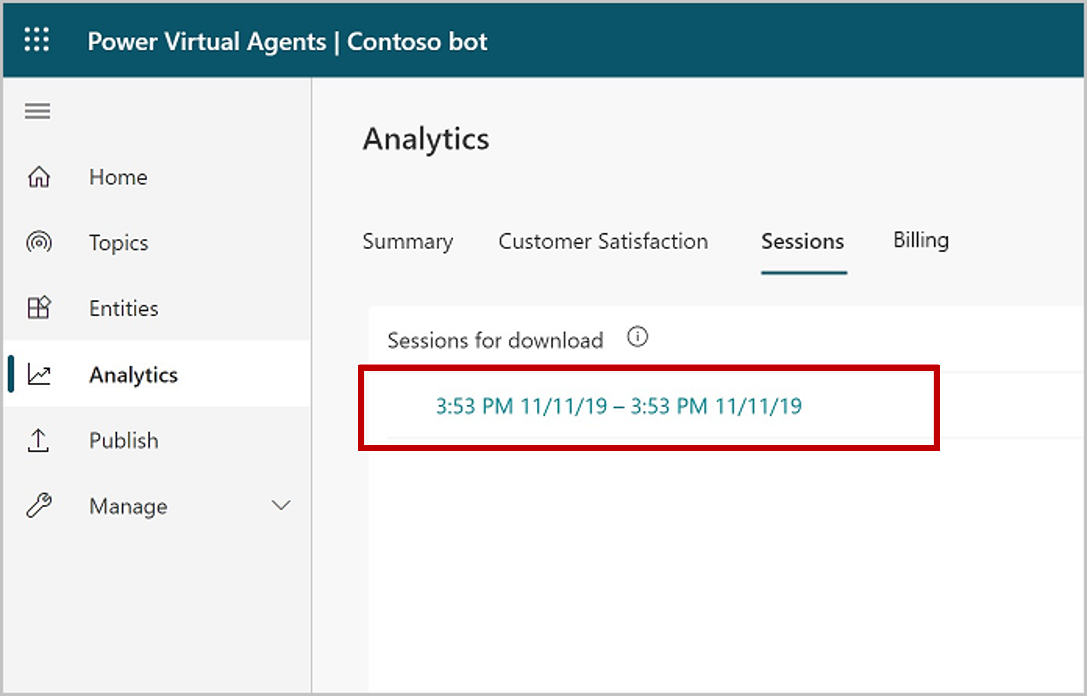 Power Virtual Agents | Contoso bot
Home
Topics
Entities
Analytics
Publish
Manage
Analytics
Summary Customer Satisfaction Sessions Billing
Sessions for download
3:53 PM 11/11/19 – 3:53 PM 11/11/19